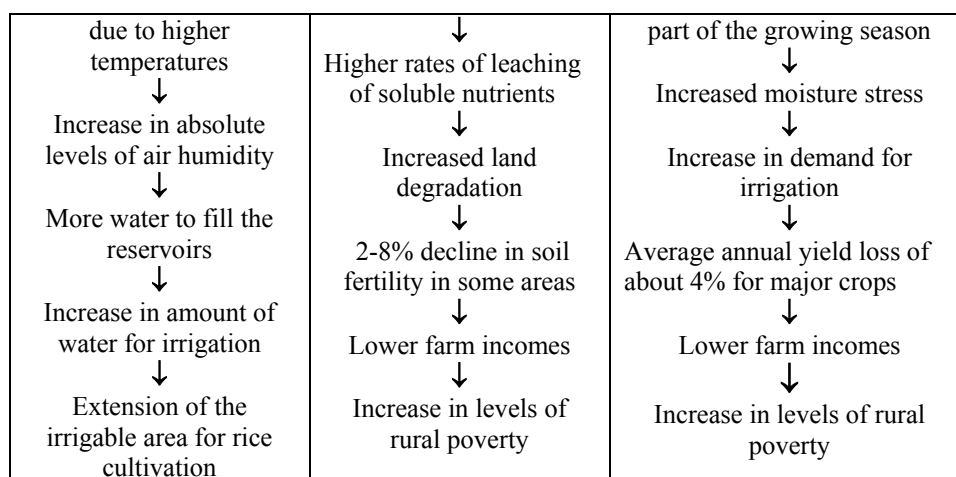 due to higher
temperatures
↓
Increase in absolute
levels of air humidity
↓
More water to fill the
reservoirs
↓
Increase in amount of
water for irrigation
↓
Extension of the
irrigable area for rice
cultivation
↓
Higher rates of leaching
of soluble nutrients
↓
Increased land
degradation
↓
2-8% decline in soil
fertility in some areas
↓
Lower farm incomes
↓
Increase in levels of
rural poverty
part of the growing season
↓
Increased moisture stress
↓
Increase in demand for
irrigation
↓
Average annual yield loss of
about 4% for major crops
↓
Lower farm incomes
↓
Increase in levels of rural
poverty